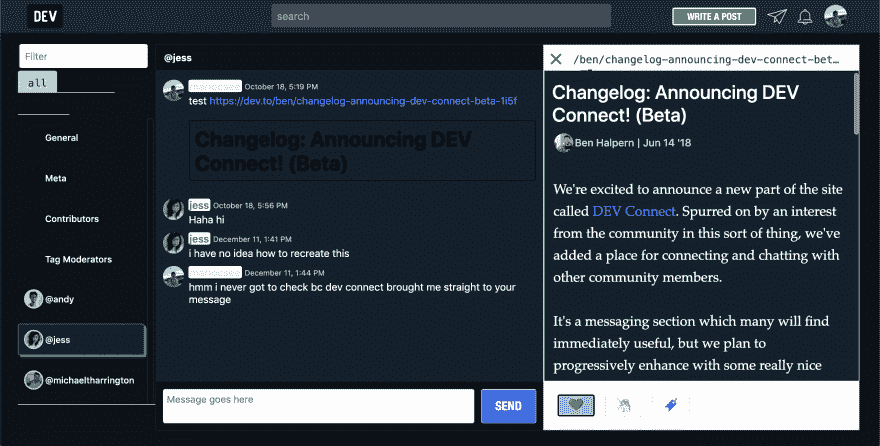 DEV
search
WRITE A POST
Filter
all
General
Meta
Contributors
Tag Moderators
@andy
@jess
@michaeltharrington
@jess
October 18, 5:19 PM
test https://dev.to/ben/changelog-announcing-dev-connect-beta-1i5f
Changelog: Announcing DEV
Connect! (Beta)
jess October 18, 5:56 PM
Haha hi
jess December 11, 1:41 PM
i have no idea how to recreate this
December 11, 1:44 PM
hmm i never got to check bc dev connect brought me straight to your
message
Message goes here
SEND
/ben/changelog-announcing-dev-connect-bet…
Changelog: Announcing DEV
Connect! (Beta)
Ben Halpern | Jun 14 '18
We're excited to announce a new part of the site
called DEV Connect. Spurred on by an interest
from the community in this sort of thing, we've
added a place for connecting and chatting with
other community members.
It's a messaging section which many will find
immediately useful, but we plan to
progressively enhance with some really nice